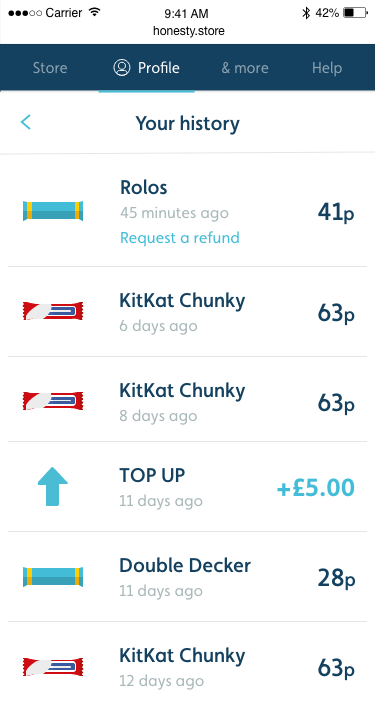 Carrier 9:41 AM 42%
honesty.store
Store Profile & more Help
Your history
Rolos
45 minutes ago
41p
Request a refund
KitKat Chunky
6 days ago
63p
KitKat Chunky
8 days ago
63p
TOP UP
11 days ago
+£5.00
Double Decker
11 days ago
28p
KitKat Chunky
12 days ago
63p